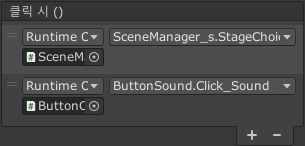 클릭 시 ()
Runtime O SceneManager_s.StageChoi
SceneM
Runtime O ButtonSound.Click_Sound
ButtonC
+ −